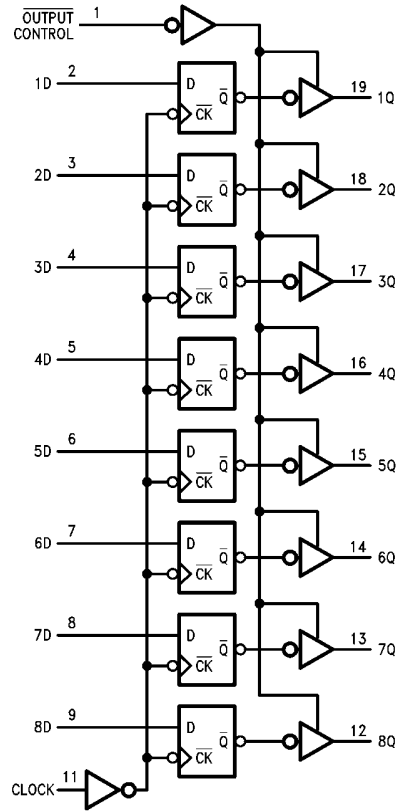 OUTPUT 1
CONTROL
1D 2 D Q CK 19 1Q
2D 3 D Q CK 18 2Q
3D 4 D Q CK 17 3Q
4D 5 D Q CK 16 4Q
5D 6 D Q CK 15 5Q
6D 7 D Q CK 14 6Q
7D 8 D Q CK 13 7Q
8D 9 D Q CK 12 8Q
CLOCK 11